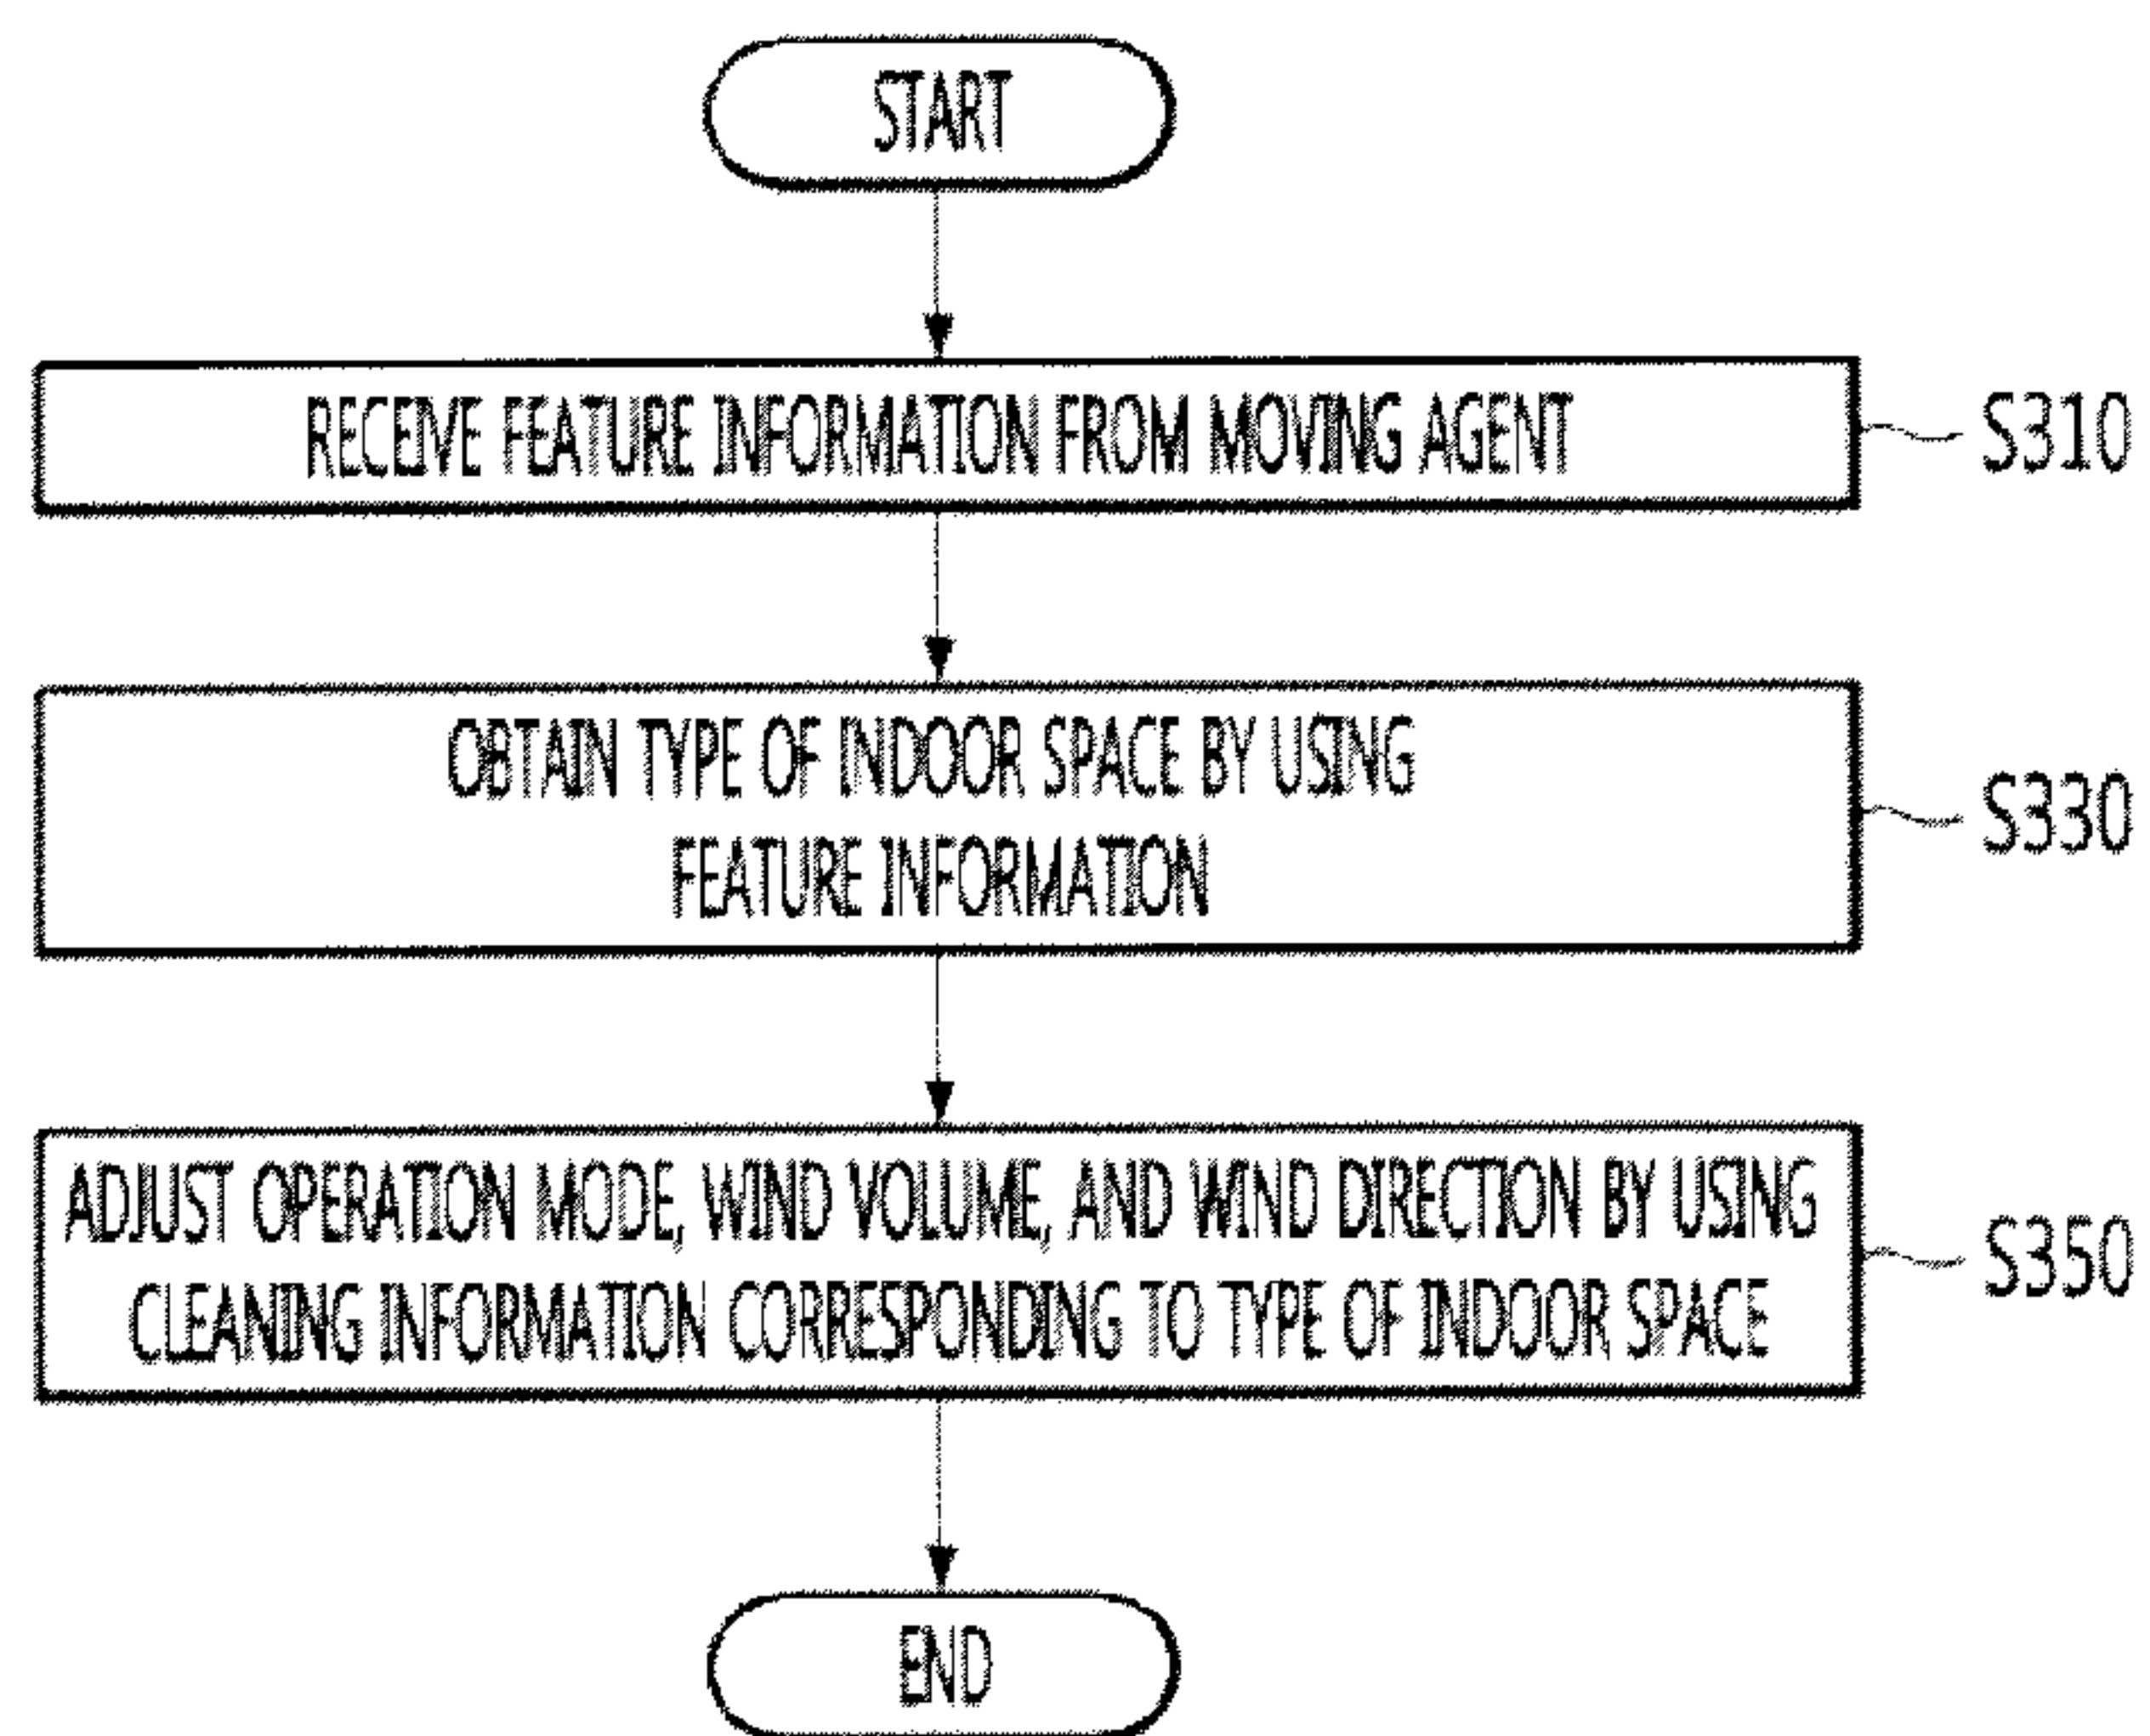 START
RECEIVE FEATURE INFORMATION FROM MOVING AGENT
S310
OBTAIN TYPE OF INDOOR SPACE BY USING
FEATURE INFORMATION
S330
ADJUST OPERATION MODE, WIND VOLUME, AND WIND DIRECTION BY USING
CLEANING INFORMATION CORRESPONDING TO TYPE OF INDOOR SPACE
S350
END